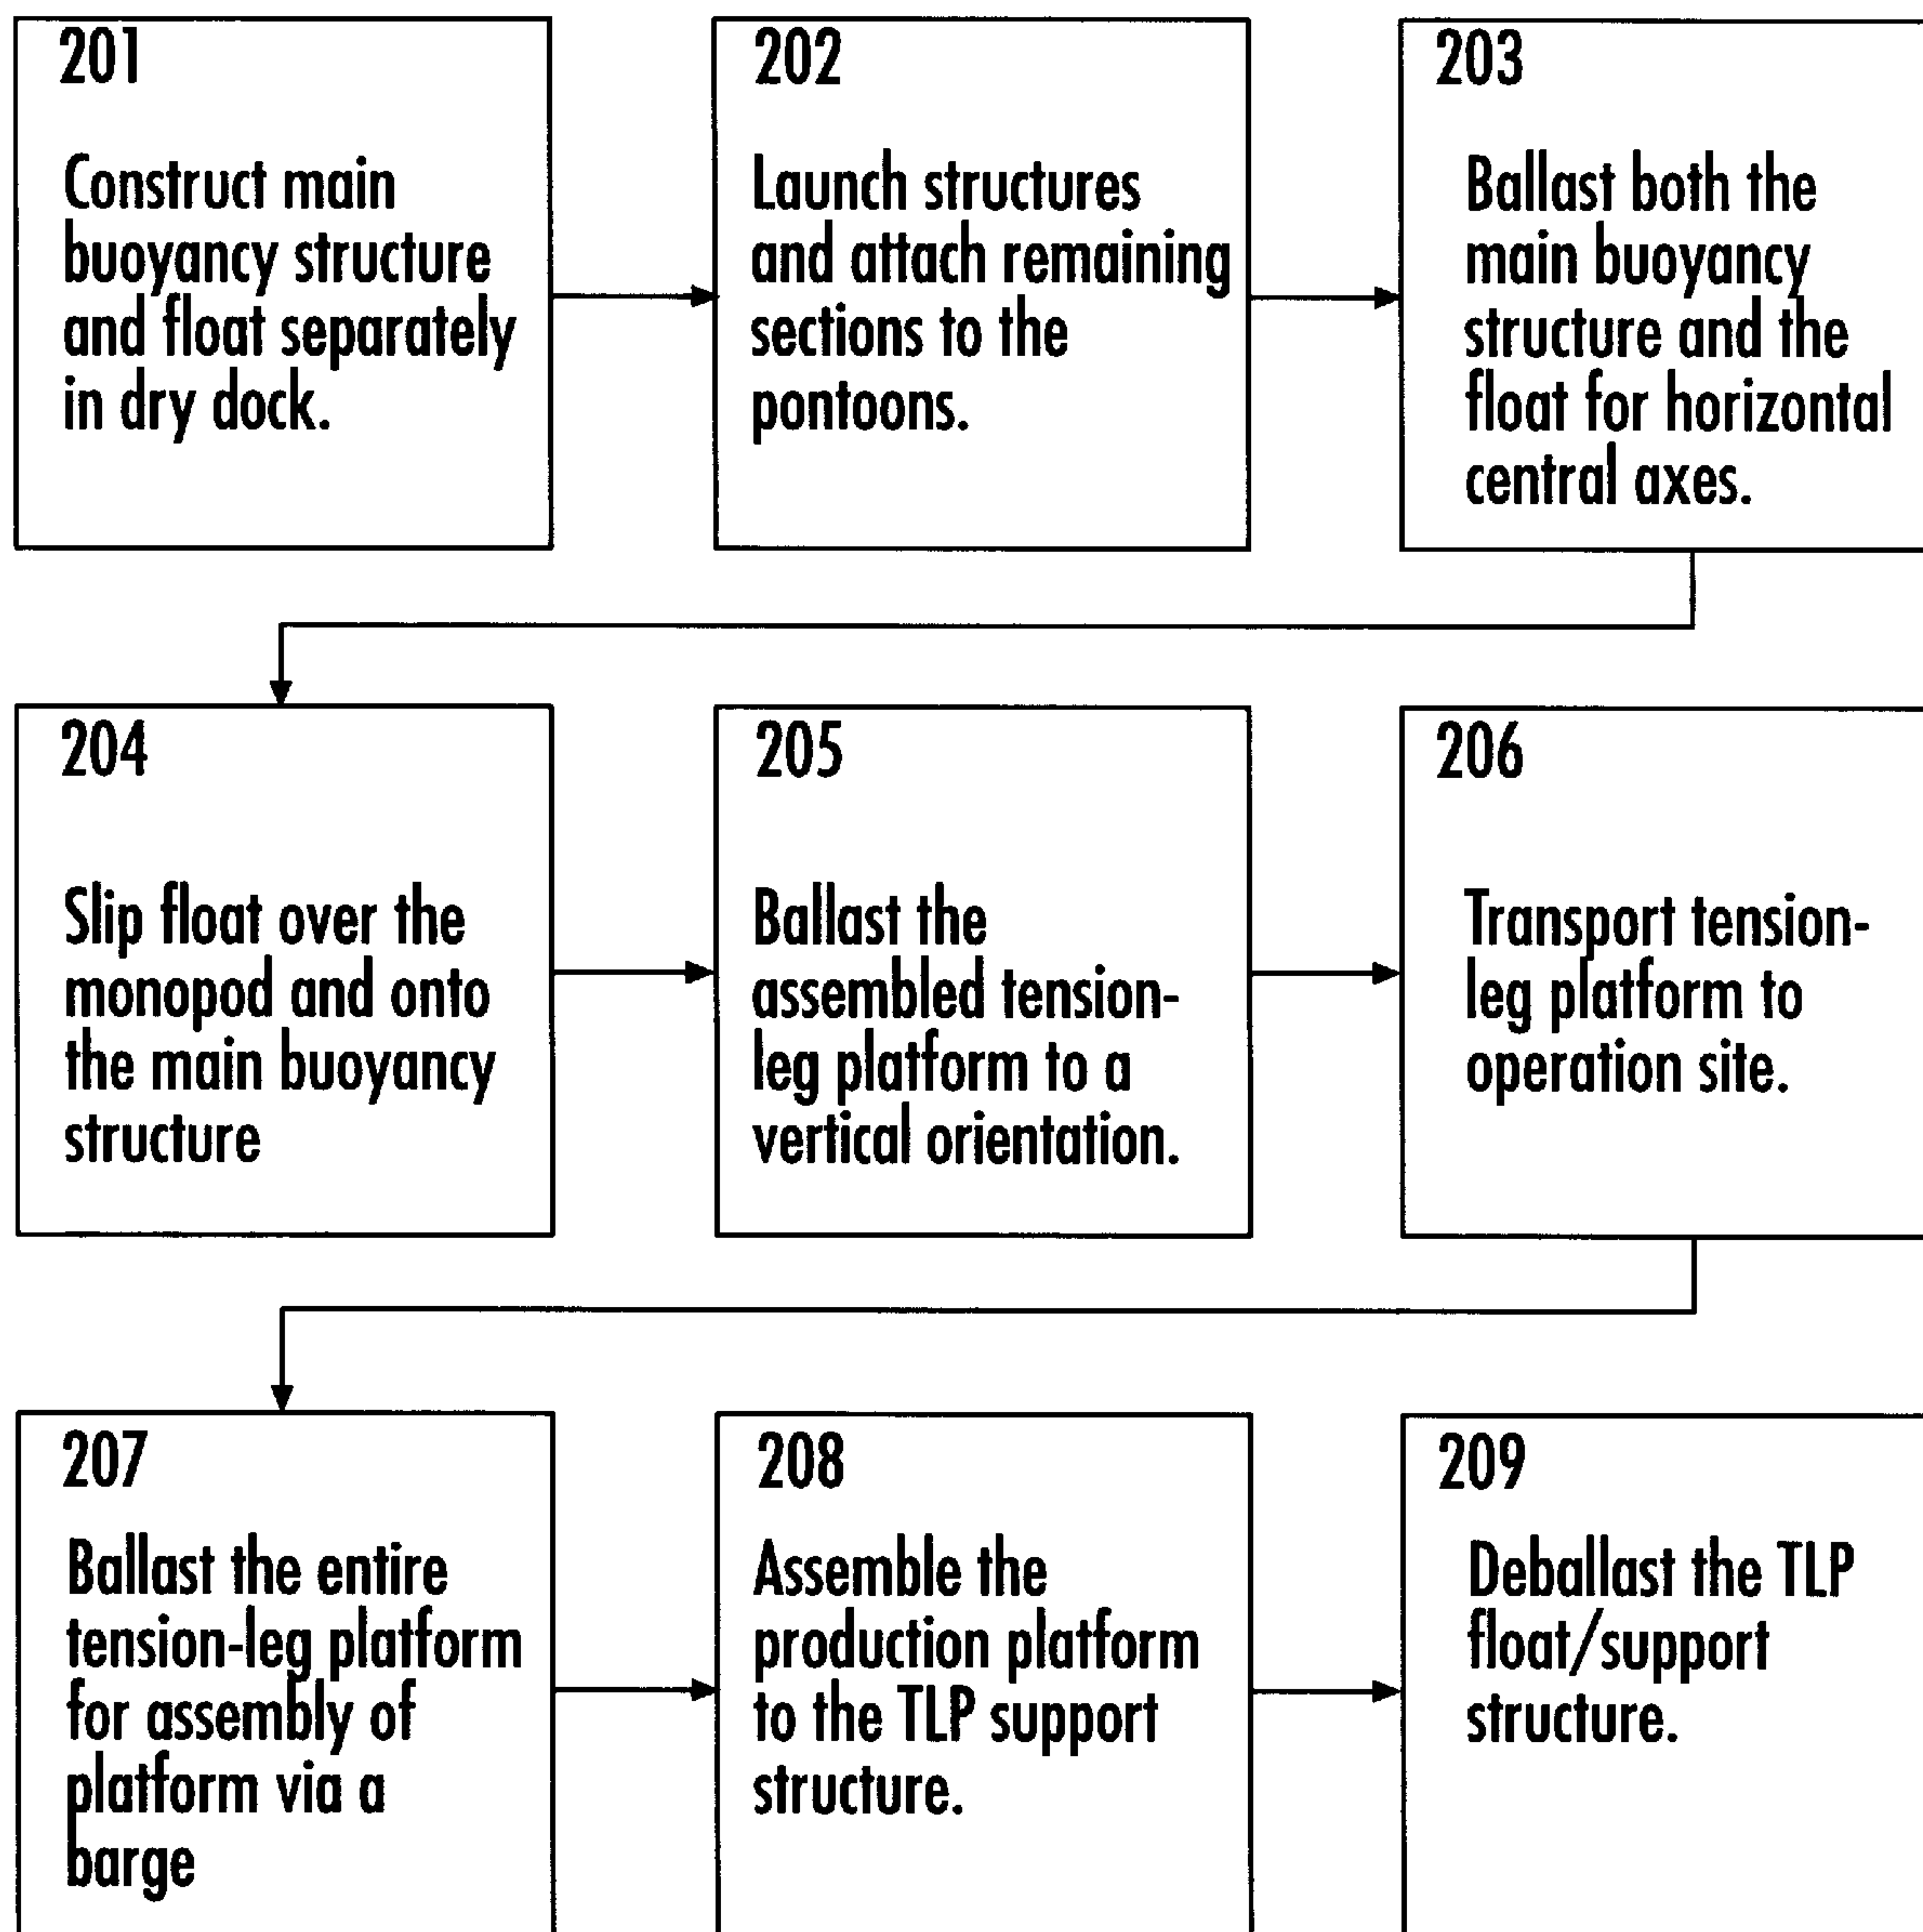 201
Construct main
buoyancy structure
and float separately
in dry dock.
202
Launch structures
and attach remaining
sections to the
pontoons.
203
Ballast both the
main buoyancy
structure and the
float for horizontal
central axes.
204
Slip float over the
monopod and onto
the main buoyancy
structure
205
Ballast the
assembled tension-
leg platform to a
vertical orientation.
206
Transport tension-
leg platform to
operation site.
207
Ballast the entire
tension-leg platform
for assembly of
platform via a
barge
208
Assemble the
production platform
to the TLP support
structure.
209
Deballast the TLP
float/support
structure.